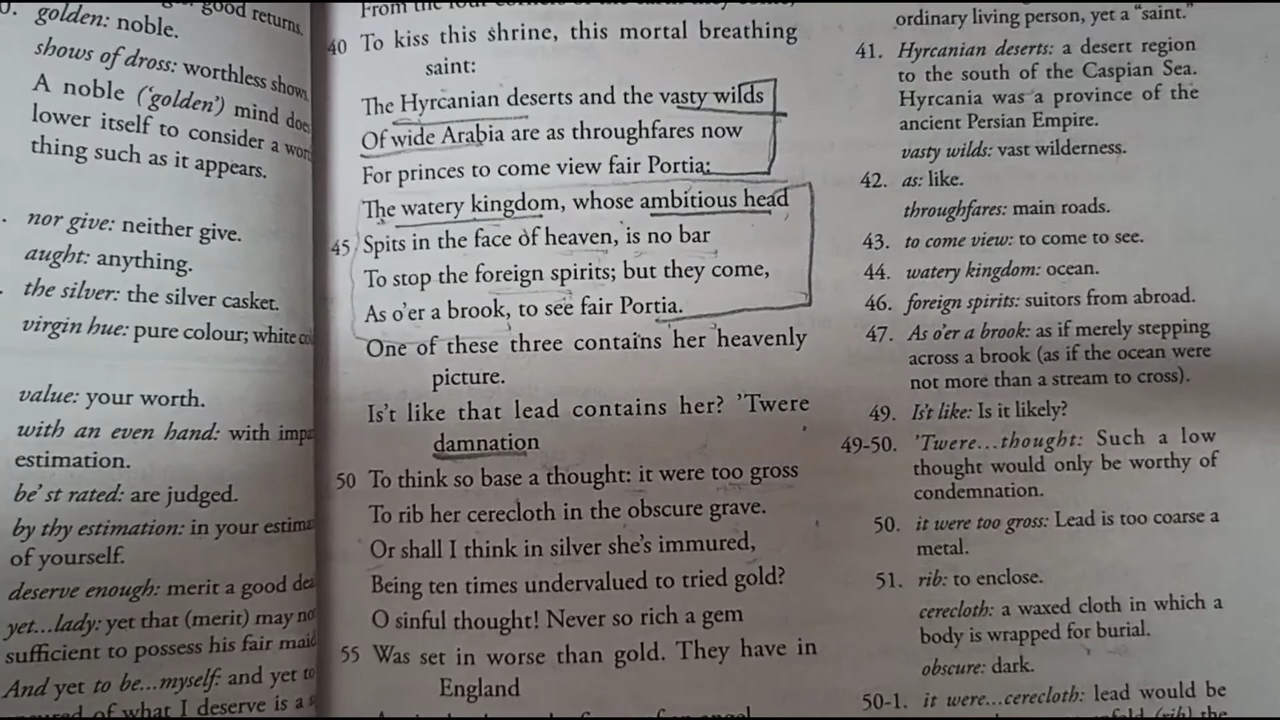 golden: noble.
good returns.
shows of dross: worthless shows
A noble ('golden') mind does
lower itself to consider a
thing such as it appears.
nor give: neither give.
aught: anything.
the silver: the silver casket.
virgin hue: pure colour; white
value: your worth.
with an even hand: with
estimation.
be'st rated: are judged.
by thy estimation: in your
of yourself.
deserve enough: merit a good
yet...lady: yet that (merit) may
sufficient to possess his fair
And yet to be...myself: and yet to
of what I deserve is a
From the
40 To kiss this shrine, this mortal breathing
saint:
The Hyrcanian deserts and the vasty wilds
Of wide Arabia are as throughfares now
For princes to come view fair Portia:
The watery kingdom, whose ambitious head
45 Spits in the face of heaven, is no bar
To stop the foreign spirits; but they come,
As o'er a brook, to see fair Portia.
One of these three contains her heavenly
picture.
Is't like that lead contains her? 'Twere
damnation
50 To think so base a thought: it were too gross
To rib her cerecloth in the obscure grave.
Or shall I think in silver she's immured,
Being ten times undervalued to tried gold?
O sinful thought! Never so rich a gem
55 Was set in worse than gold. They have in
England
ordinary living person, yet a "saint."
41. Hyrcanian deserts: a desert region
to the south of the Caspian Sea.
Hyrcania was a province of the
ancient Persian Empire.
vasty wilds: vast wilderness.
42. as: like.
throughfares: main roads.
43. to come view: to come to see.
44. watery kingdom: ocean.
46. foreign spirits: suitors from abroad.
47. As o'er a brook: as if merely stepping
across a brook (as if the ocean were
not more than a stream to cross).
49. Is't like: Is it likely?
49-50. 'Twere...thought: Such a low
thought would only be worthy of
condemnation.
50. it were too gross: Lead is too coarse a
metal.
51. rib: to enclose.
cerecloth: a waxed cloth in which a
body is wrapped for burial.
obscure: dark.
50-1. it were...cerecloth: lead would be
(rib) the